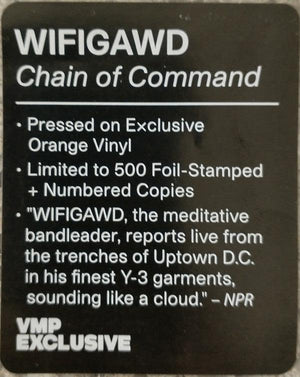 WIFIGAWD
Chain of Command
• Pressed on Exclusive
Orange Vinyl
• Limited to 500 Foil-Stamped
+ Numbered Copies
• "WIFIGAWD, the meditative
bandleader, reports live from
the trenches of Uptown D.C.
in his finest Y-3 garments,
sounding like a cloud." – NPR
VMP
EXCLUSIVE